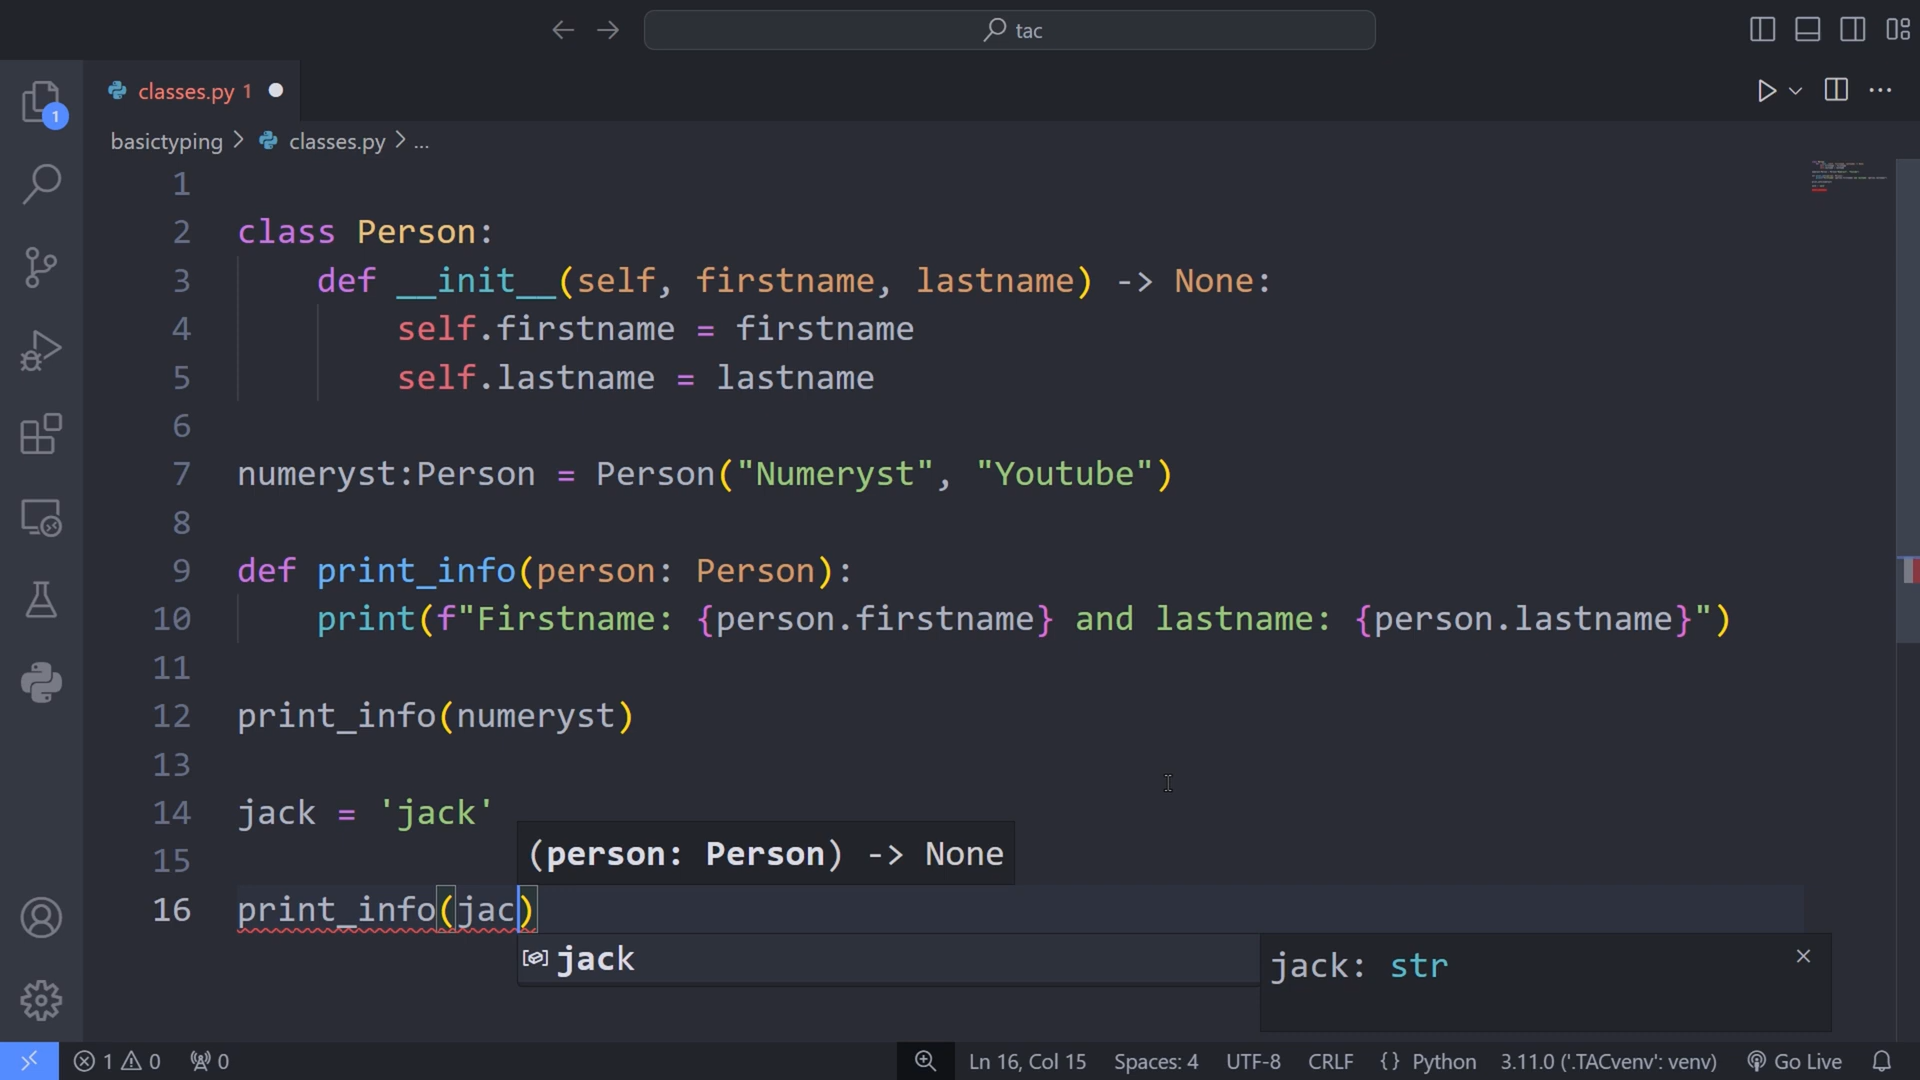 tac
classes.py 1
1
basictyping > classes.py > ...
1
2 class Person:
3 def __init__(self, firstname, lastname) -> None:
4 self.firstname = firstname
5 self.lastname = lastname
6
7 numeryst:Person = Person("Numeryst", "Youtube")
8
9 def print_info(person: Person):
10 print(f"Firstname: {person.firstname} and lastname: {person.lastname}")
11
12 print_info(numeryst)
13
14 jack = 'jack'
(person: Person) -> None
15
16 print_info(jac)
jack
jack: str
1 0 0 Ln 16, Col 15 Spaces: 4 UTF-8 CRLF {} Python 3.11.0 ('.TACvenv': venv) Go Live